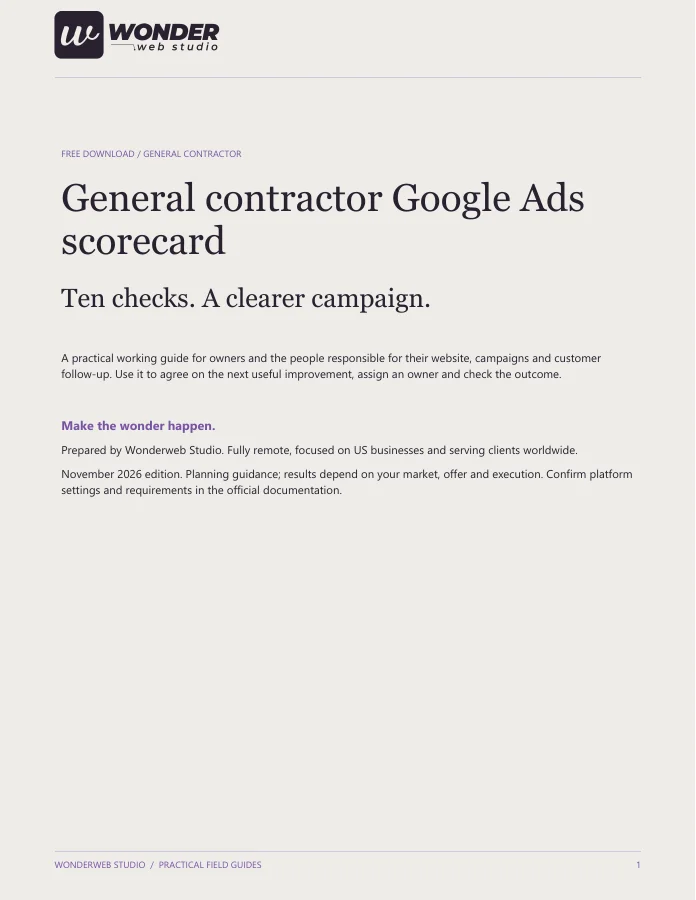 w WONDER
web studio
FREE DOWNLOAD / GENERAL CONTRACTOR
General contractor Google Ads
scorecard
Ten checks. A clearer campaign.
A practical working guide for owners and the people responsible for their website, campaigns and customer
follow-up. Use it to agree on the next useful improvement, assign an owner and check the outcome.
Make the wonder happen.
Prepared by Wonderweb Studio. Fully remote, focused on US businesses and serving clients worldwide.
November 2026 edition. Planning guidance; results depend on your market, offer and execution. Confirm platform
settings and requirements in the official documentation.
WONDERWEB STUDIO / PRACTICAL FIELD GUIDES 1